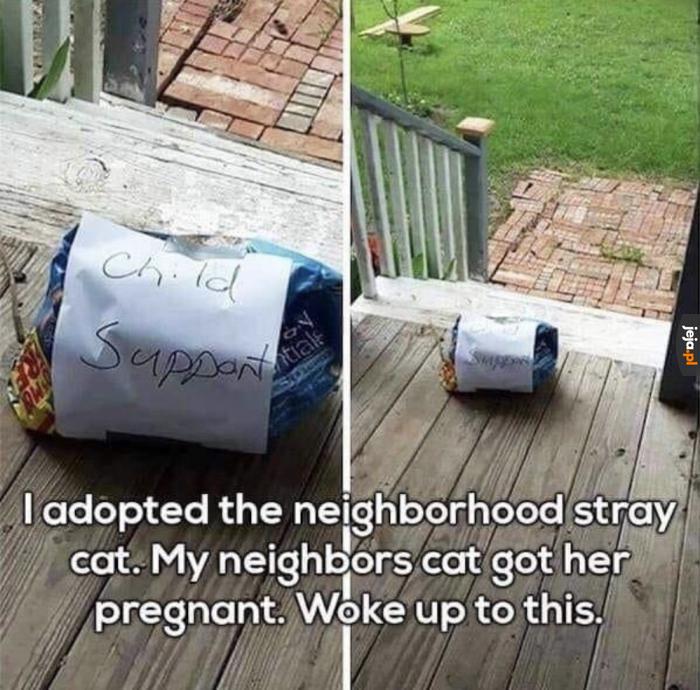 Child
Support
Support
I adopted the neighborhood stray
cat. My neighbors cat got her
pregnant. Woke up to this.
jeja.pl